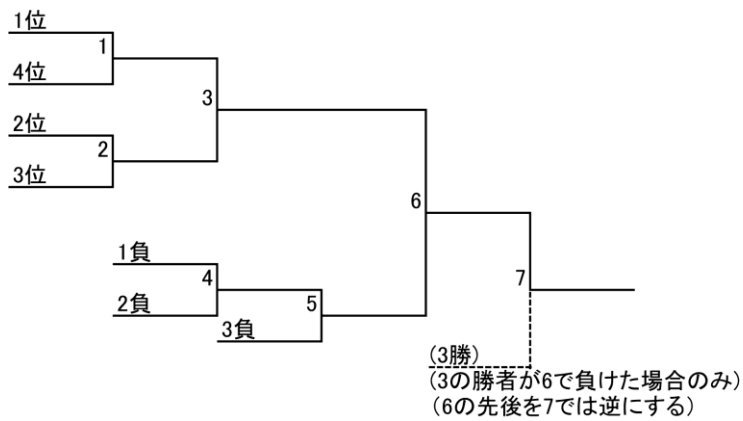 1位
1
4位
3
2位
2
3位
6
1負
4
7
2負
5
3負
(3勝)
(3の勝者が6で負けた場合のみ)
(6の先後を7では逆にする)